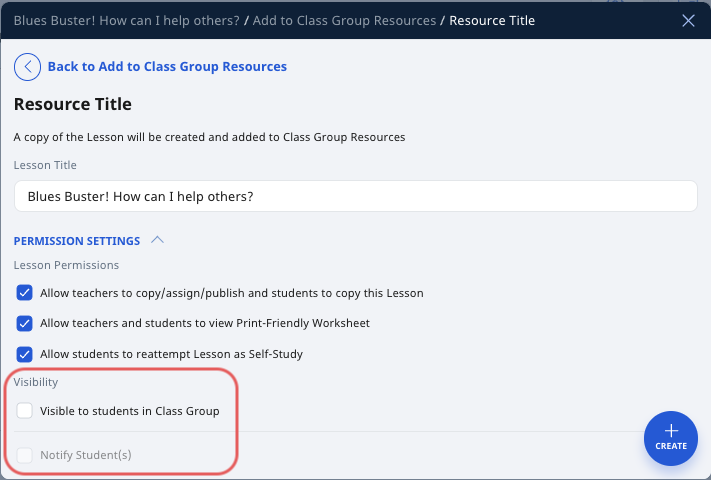 Blues Buster! How can I help others? / Add to Class Group Resources / Resource Title
Back to Add to Class Group Resources
Resource Title
A copy of the Lesson will be created and added to Class Group Resources
Lesson Title
Blues Buster! How can I help others?
PERMISSION SETTINGS
Lesson Permissions
Allow teachers to copy/assign/publish and students to copy this Lesson
Allow teachers and students to view Print-Friendly Worksheet
Allow students to reattempt Lesson as Self-Study
Visibility
Visible to students in Class Group
CREATE
Notify Student(s)